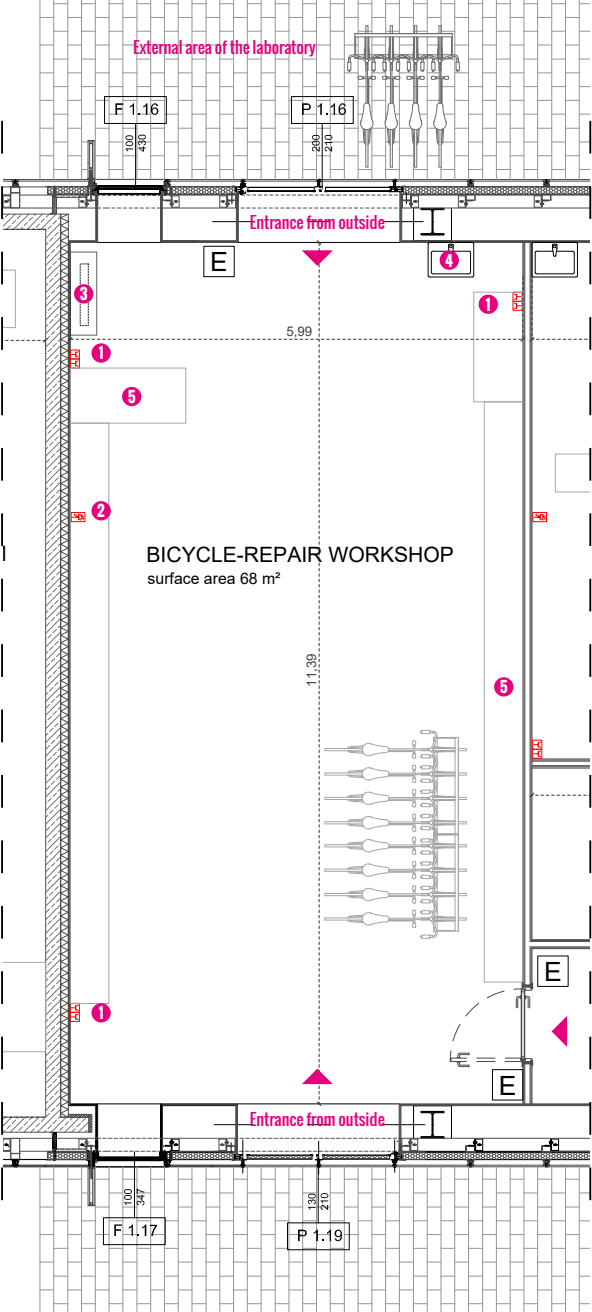 External area of the laboratory
F 1.16
P 1.16
100
430
200
210
Entrance from outside
E
4
3
1
5,99
1
5
2
BICYCLE-REPAIR WORKSHOP
surface area 68 m²
11,39
5
E
1
E
Entrance from outside
100
347
130
210
F 1.17
P 1.19